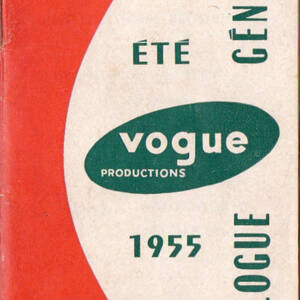 ÉTÉ
vogue
PRODUCTIONS
1955
LOGUE GÉN